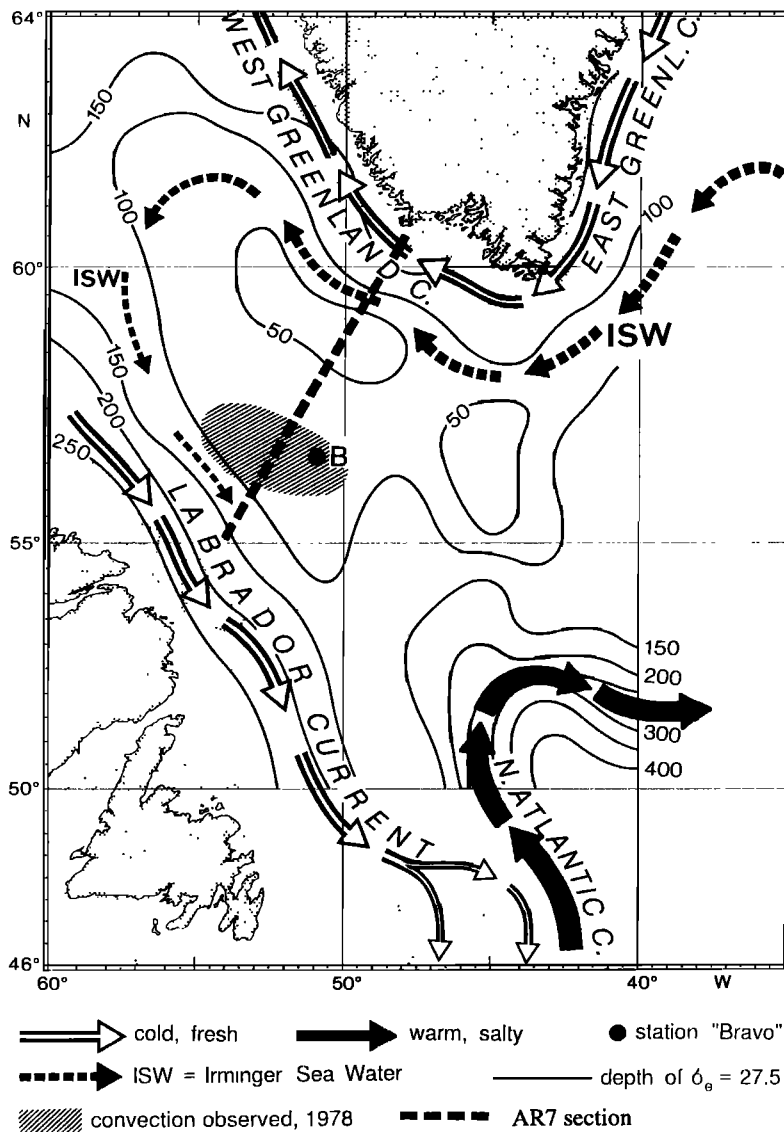 64°
N
60°
55°
50°
46°
60°
50°
40°
W
WEST GREENLAND C.
EAST GREENL. C.
150
100
100
ISW
ISW
50
50
150
200
250
B
LABRADOR CURRENT
N. ATLANTIC C.
150
200
300
400
cold, fresh
warm, salty
station "Bravo"
ISW = Irminger Sea Water
depth of σθ = 27.5
convection observed, 1978
AR7 section